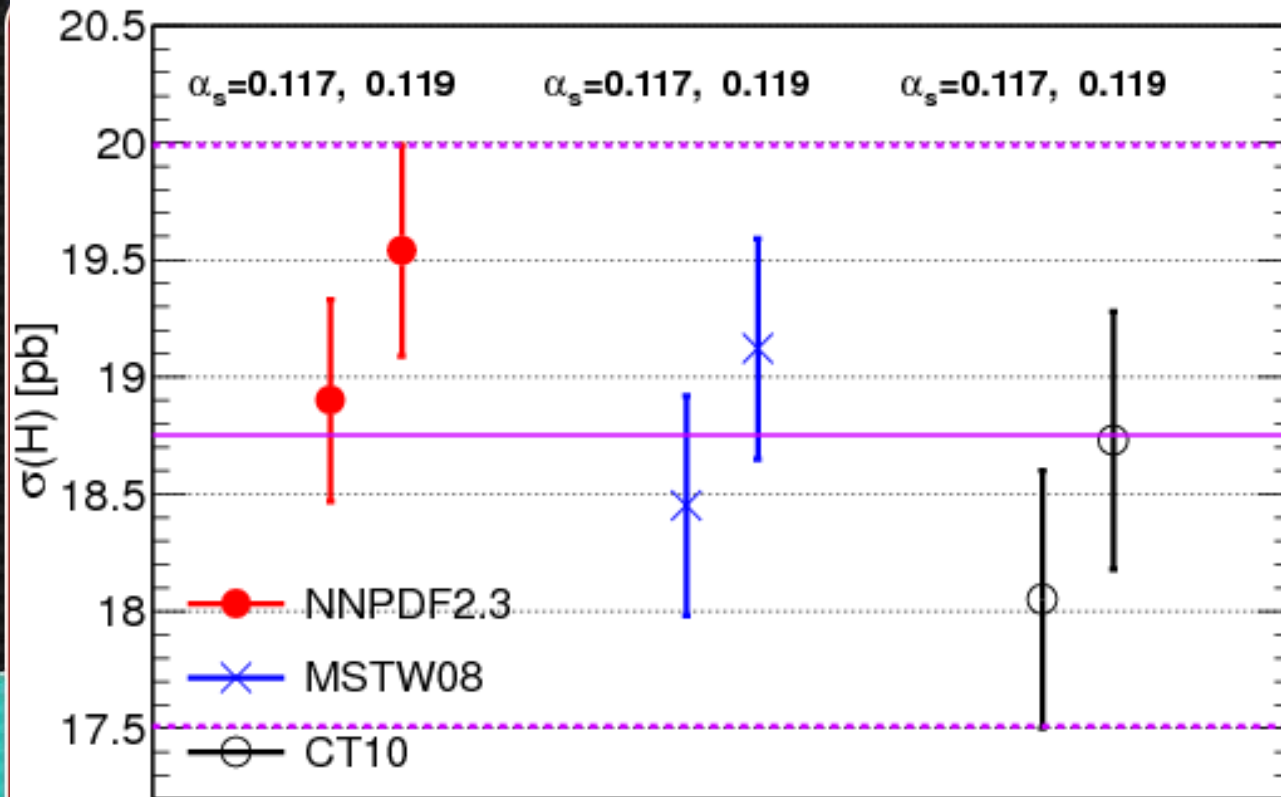 20.5
αs=0.117, 0.119 αs=0.117, 0.119 αs=0.117, 0.119
20
19.5
19
18.5
18
17.5
σ(H) [pb]
NNPDF2.3
MSTW08
CT10